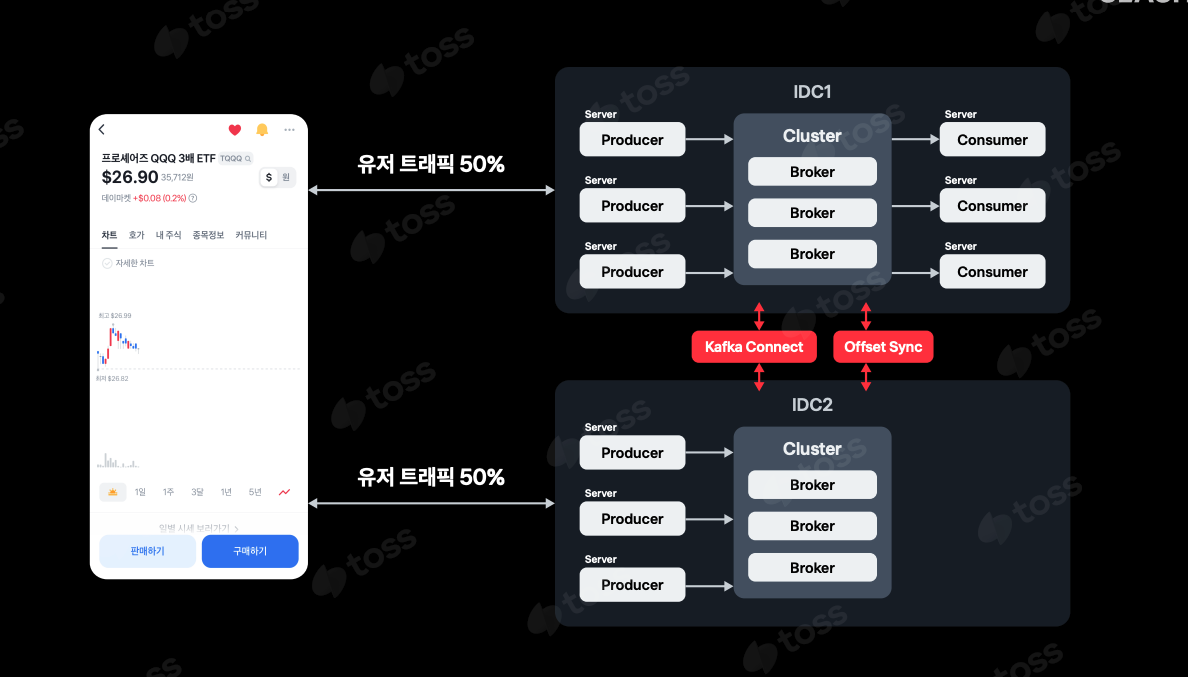 toss
프로셰어즈 QQQ 3배 ETF TQQQ
$26.90 35,712원
$ 원
데이마켓 +$0.08 (0.2%) ?
차트 호가 내 주식 종목정보 커뮤니티
자세한 차트
최고 $26.99
최저 $26.82
1일 1주 3달 1년 5년
일별 시세 보러가기 >
판매하기 구매하기
유저 트래픽 50%
유저 트래픽 50%
IDC1
Server
Producer
Server
Producer
Server
Producer
Cluster
Broker
Broker
Broker
Server
Consumer
Server
Consumer
Server
Consumer
Kafka Connect
Offset Sync
IDC2
Server
Producer
Server
Producer
Server
Producer
Cluster
Broker
Broker
Broker